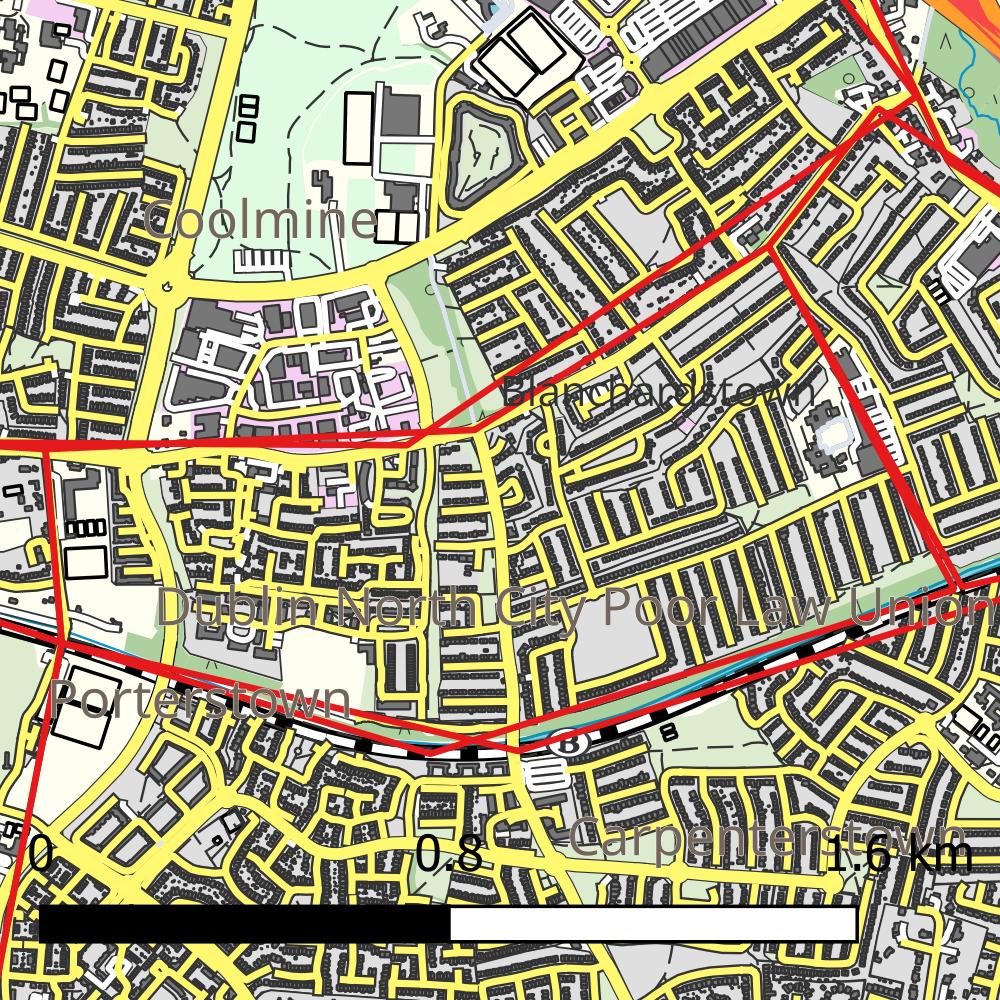 Coolmine
Blanchardstown
Dublin North City Poor Law Union
Porterstown
B
Carpenterstown
0 0.8 1.6 km